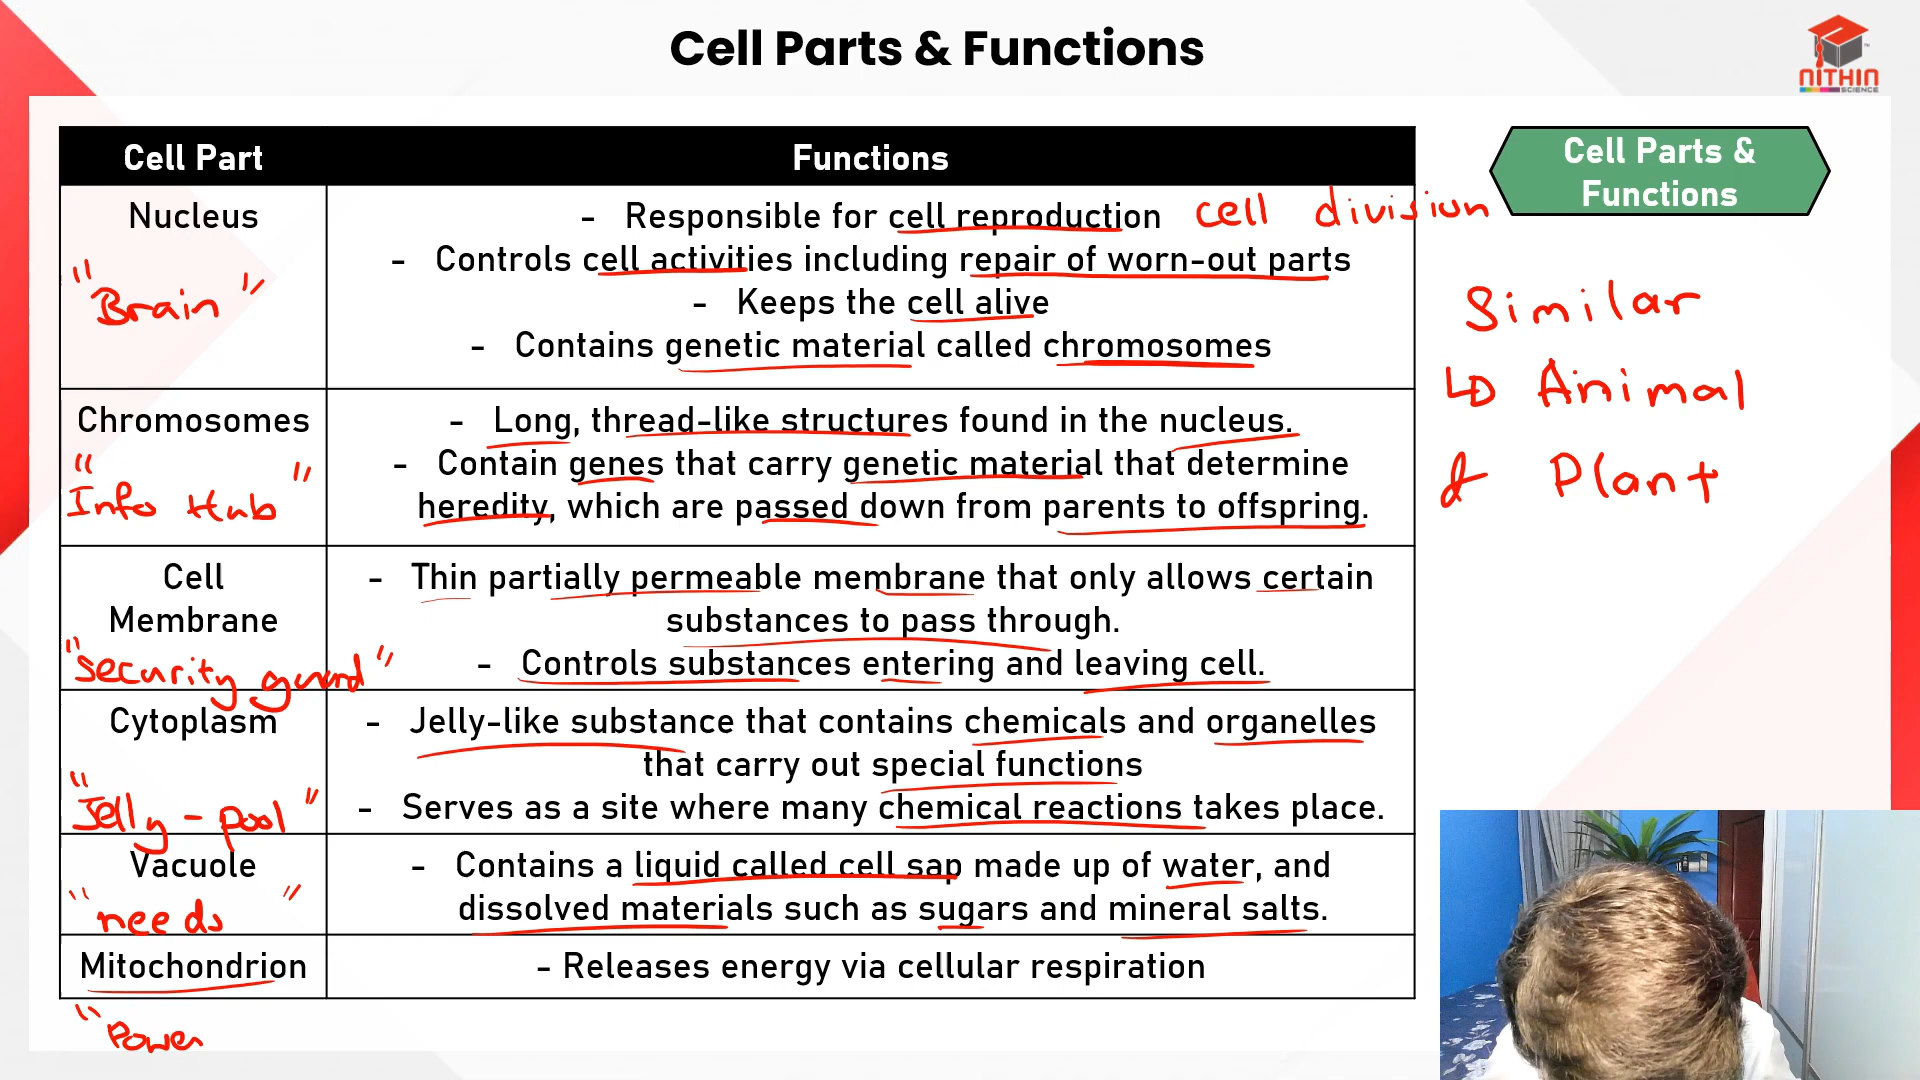 Cell Parts & Functions
NITHIN
SCIENCE
Cell Part Functions
Cell Parts &
Functions
Nucleus
"Brain"
- Responsible for cell reproduction cell division
- Controls cell activities including repair of worn-out parts
- Keeps the cell alive
- Contains genetic material called chromosomes
Similar
↳ Animal
& Plant
Chromosomes
"Info Hub"
- Long, thread-like structures found in the nucleus.
- Contain genes that carry genetic material that determine
heredity, which are passed down from parents to offspring.
Cell
Membrane
"security guard"
- Thin partially permeable membrane that only allows certain
substances to pass through.
- Controls substances entering and leaving cell.
Cytoplasm
"Jelly-pool"
- Jelly-like substance that contains chemicals and organelles
that carry out special functions
- Serves as a site where many chemical reactions takes place.
Vacuole
"needs"
- Contains a liquid called cell sap made up of water, and
dissolved materials such as sugars and mineral salts.
Mitochondrion
- Releases energy via cellular respiration
"Power